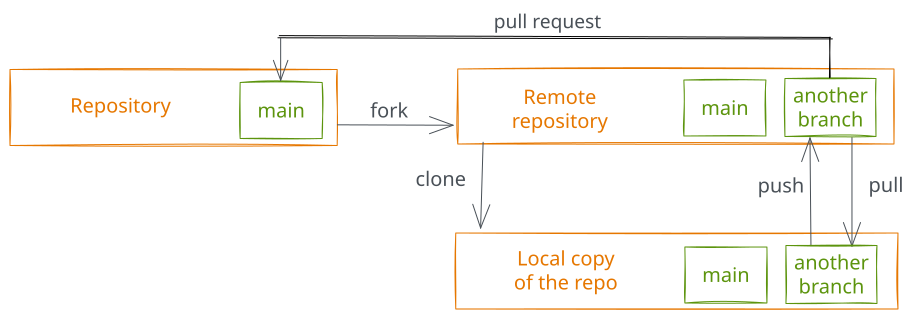 pull request
Repository
main
fork
Remote
repository
main
another
branch
clone
push
pull
Local copy
of the repo
main
another
branch